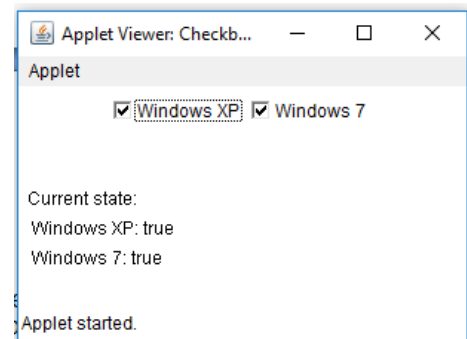 Applet Viewer: Checkb...
Applet
Windows XP Windows 7
Current state:
Windows XP: true
Windows 7: true
Applet started.